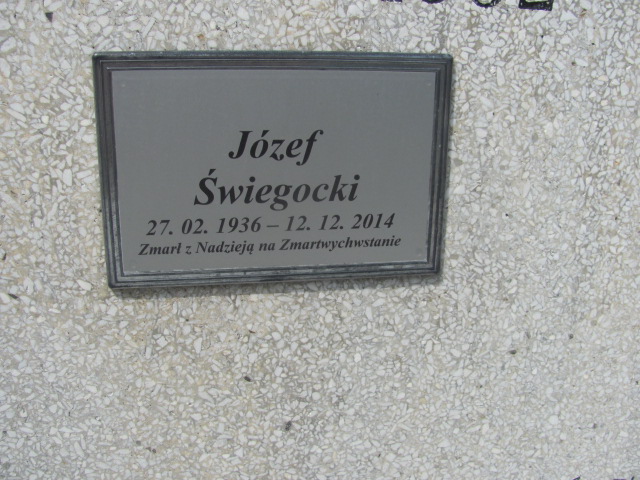 Józef
Świegocki
27. 02. 1936 – 12. 12. 2014
Zmarł z Nadzieją na Zmartwychwstanie